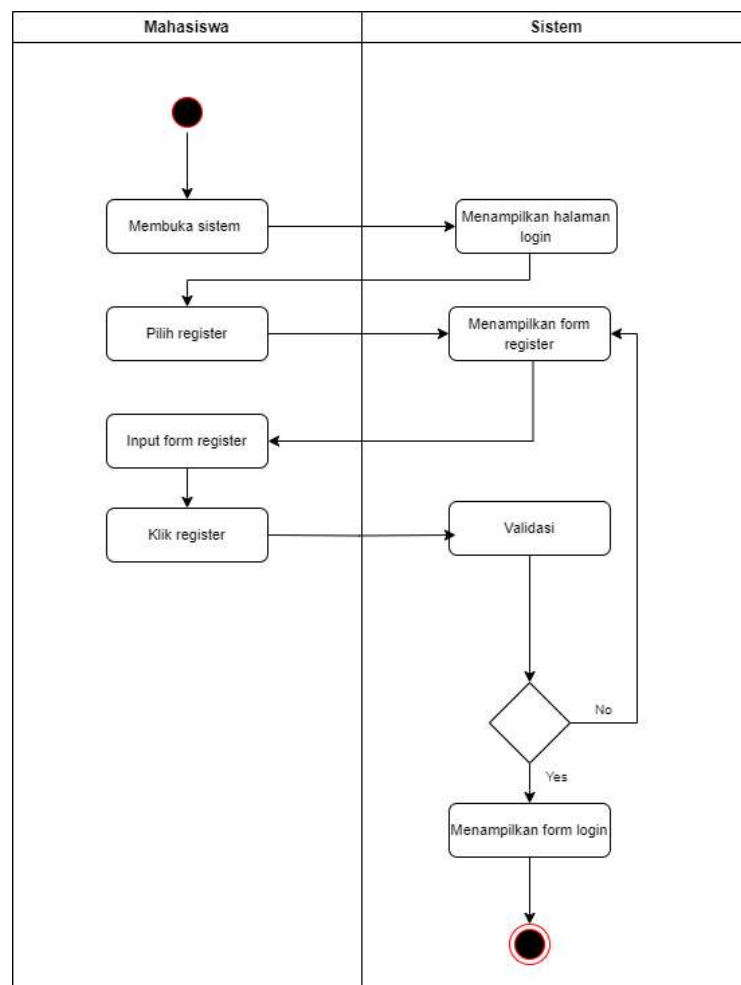 Mahasiswa
Sistem
Membuka sistem
Menampilkan halaman
login
Pilih register
Menampilkan form
register
Input form register
Klik register
Validasi
No
Yes
Menampilkan form login